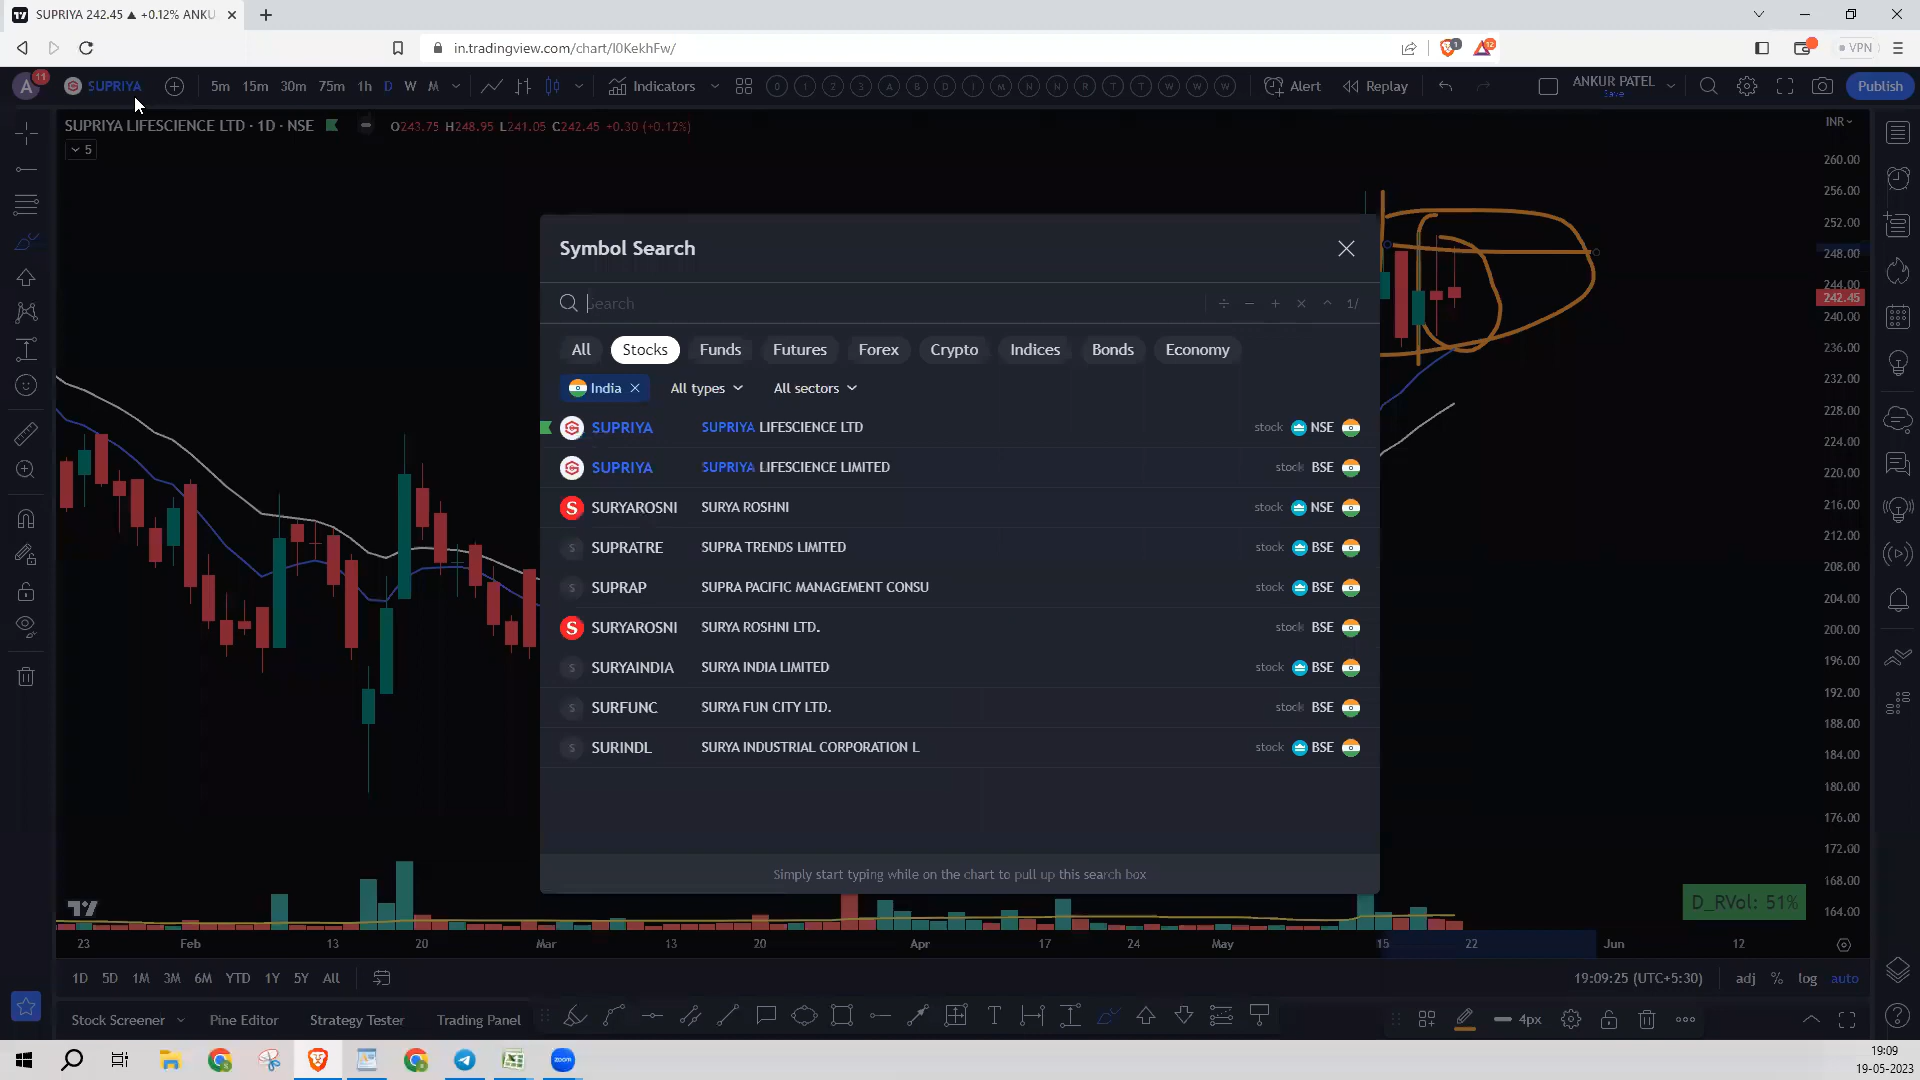 SUPRIYA 242.45 ▲ +0.12% ANKU
in.tradingview.com/chart/I0KekhFw/
1
12
VPN
A
11
SUPRIYA
5m 15m 30m 75m 1h D W M
Indicators
Alert
Replay
ANKUR PATEL
Save
Publish
SUPRIYA LIFESCIENCE LTD · 1D · NSE
O243.75 H248.95 L241.05 C242.45 +0.30 (+0.12%)
5
INR
260.00
256.00
252.00
248.00
244.00
242.45
240.00
236.00
232.00
228.00
224.00
220.00
216.00
212.00
208.00
204.00
200.00
196.00
192.00
188.00
184.00
180.00
176.00
172.00
168.00
164.00
Symbol Search
Search
÷ − + × ^ 1/
All Stocks Funds Futures Forex Crypto Indices Bonds Economy
India All types All sectors
SUPRIYA SUPRIYA LIFESCIENCE LTD stock NSE
SUPRIYA SUPRIYA LIFESCIENCE LIMITED stock BSE
S SURYAROSNI SURYA ROSHNI stock NSE
S SUPRATRE SUPRA TRENDS LIMITED stock BSE
S SUPRAP SUPRA PACIFIC MANAGEMENT CONSU stock BSE
S SURYAROSNI SURYA ROSHNI LTD. stock BSE
S SURYAINDIA SURYA INDIA LIMITED stock BSE
S SURFUNC SURYA FUN CITY LTD. stock BSE
S SURINDL SURYA INDUSTRIAL CORPORATION L stock BSE
Simply start typing while on the chart to pull up this search box
D_RVol: 51%
23 Feb 13 20 Mar 13 20 Apr 17 24 May 15 22 Jun 12
1D 5D 1M 3M 6M YTD 1Y 5Y All
19:09:25 (UTC+5:30) adj % log auto
Stock Screener Pine Editor Strategy Tester Trading Panel
4px
zoom
19:09
19-05-2023